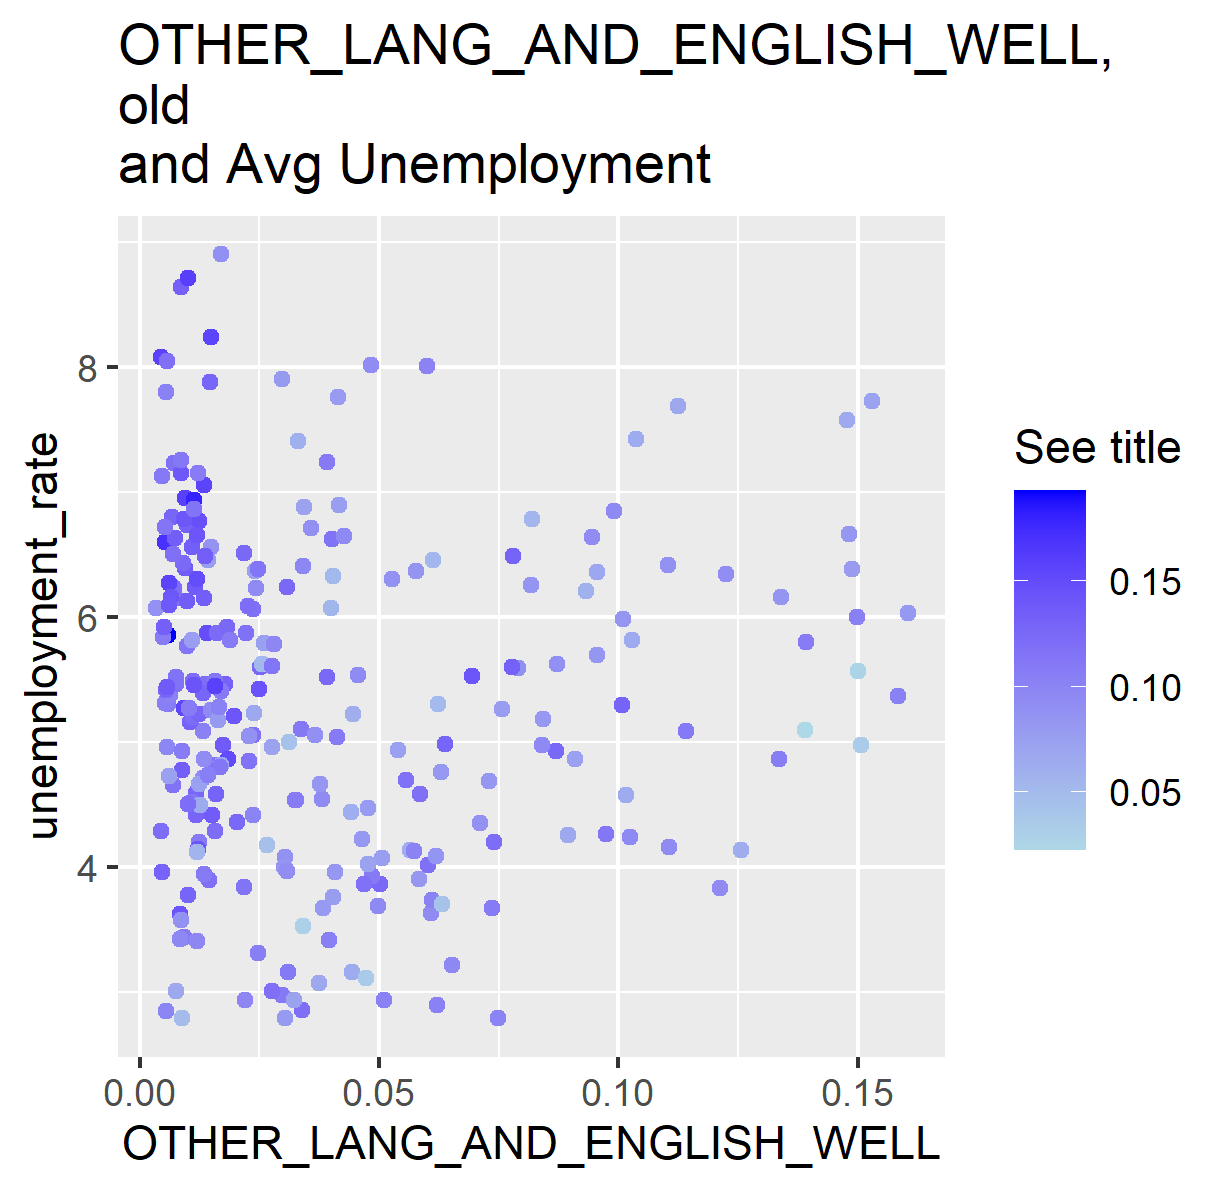 OTHER_LANG_AND_ENGLISH_WELL,
old
and Avg Unemployment
unemployment_rate
8
6
4
0.00 0.05 0.10 0.15
OTHER_LANG_AND_ENGLISH_WELL
See title
0.15
0.10
0.05